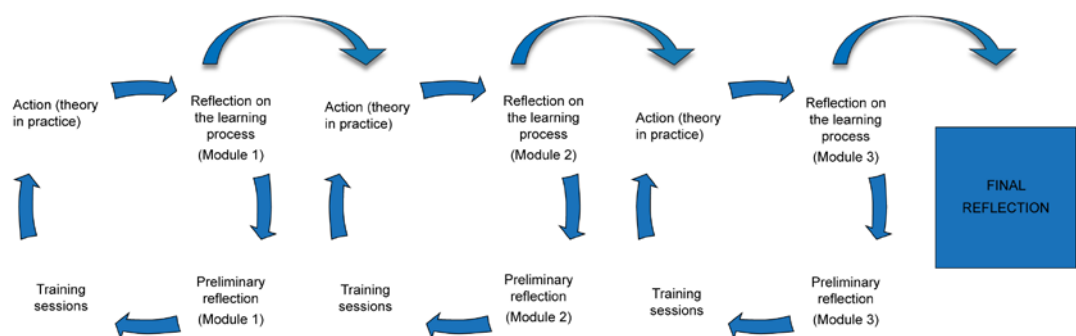 Action (theory
in practice)
Reflection on
the learning
process
(Module 1)
Action (theory
in practice)
Reflection on
the learning
process
(Module 2)
Action (theory
in practice)
Reflection on
the learning
process
(Module 3)
FINAL
REFLECTION
Training
sessions
Preliminary
reflection
(Module 1)
Training
sessions
Preliminary
reflection
(Module 2)
Training
sessions
Preliminary
reflection
(Module 3)